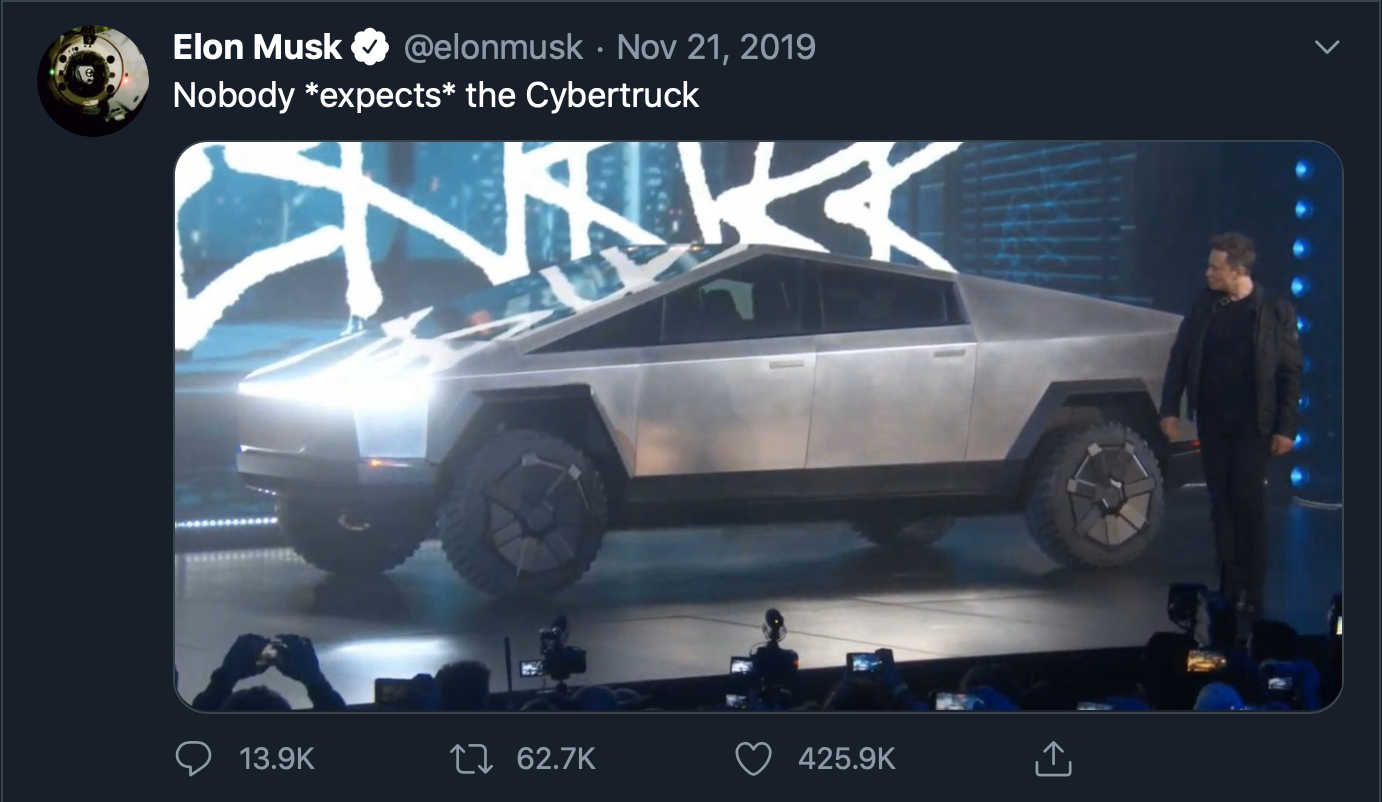 Elon Musk @elonmusk · Nov 21, 2019
Nobody *expects* the Cybertruck
13.9K 62.7K 425.9K